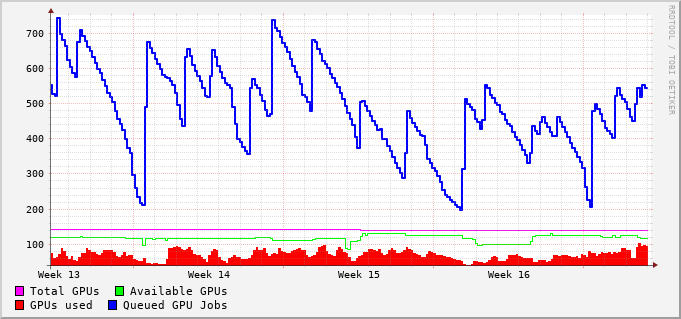 700
600
500
400
300
200
100
Week 13 Week 14 Week 15 Week 16
Total GPUs Available GPUs
GPUs used Queued GPU Jobs
RRDTOOL / TOBI OETIKER